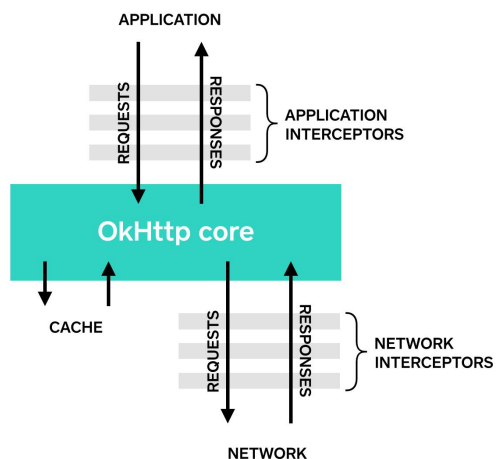 APPLICATION
REQUESTS
RESPONSES
APPLICATION
INTERCEPTORS
OkHttp core
CACHE
REQUESTS
RESPONSES
NETWORK
INTERCEPTORS
NETWORK